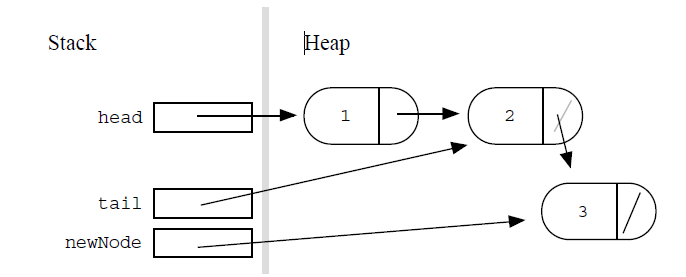 Stack Heap
head 1 2
tail
3
newNode